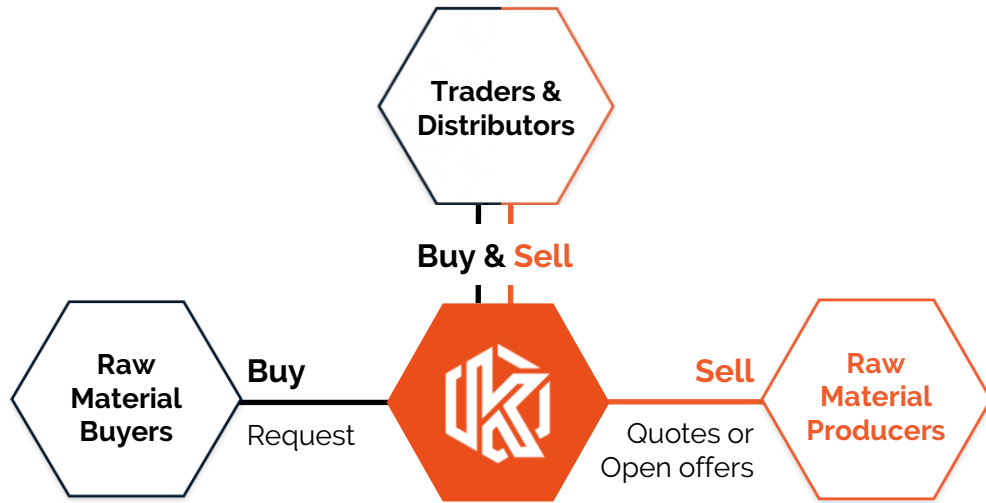 Traders &
Distributors
Buy & Sell
Raw
Material
Buyers
Buy
Request
Sell
Quotes or
Open offers
Raw
Material
Producers